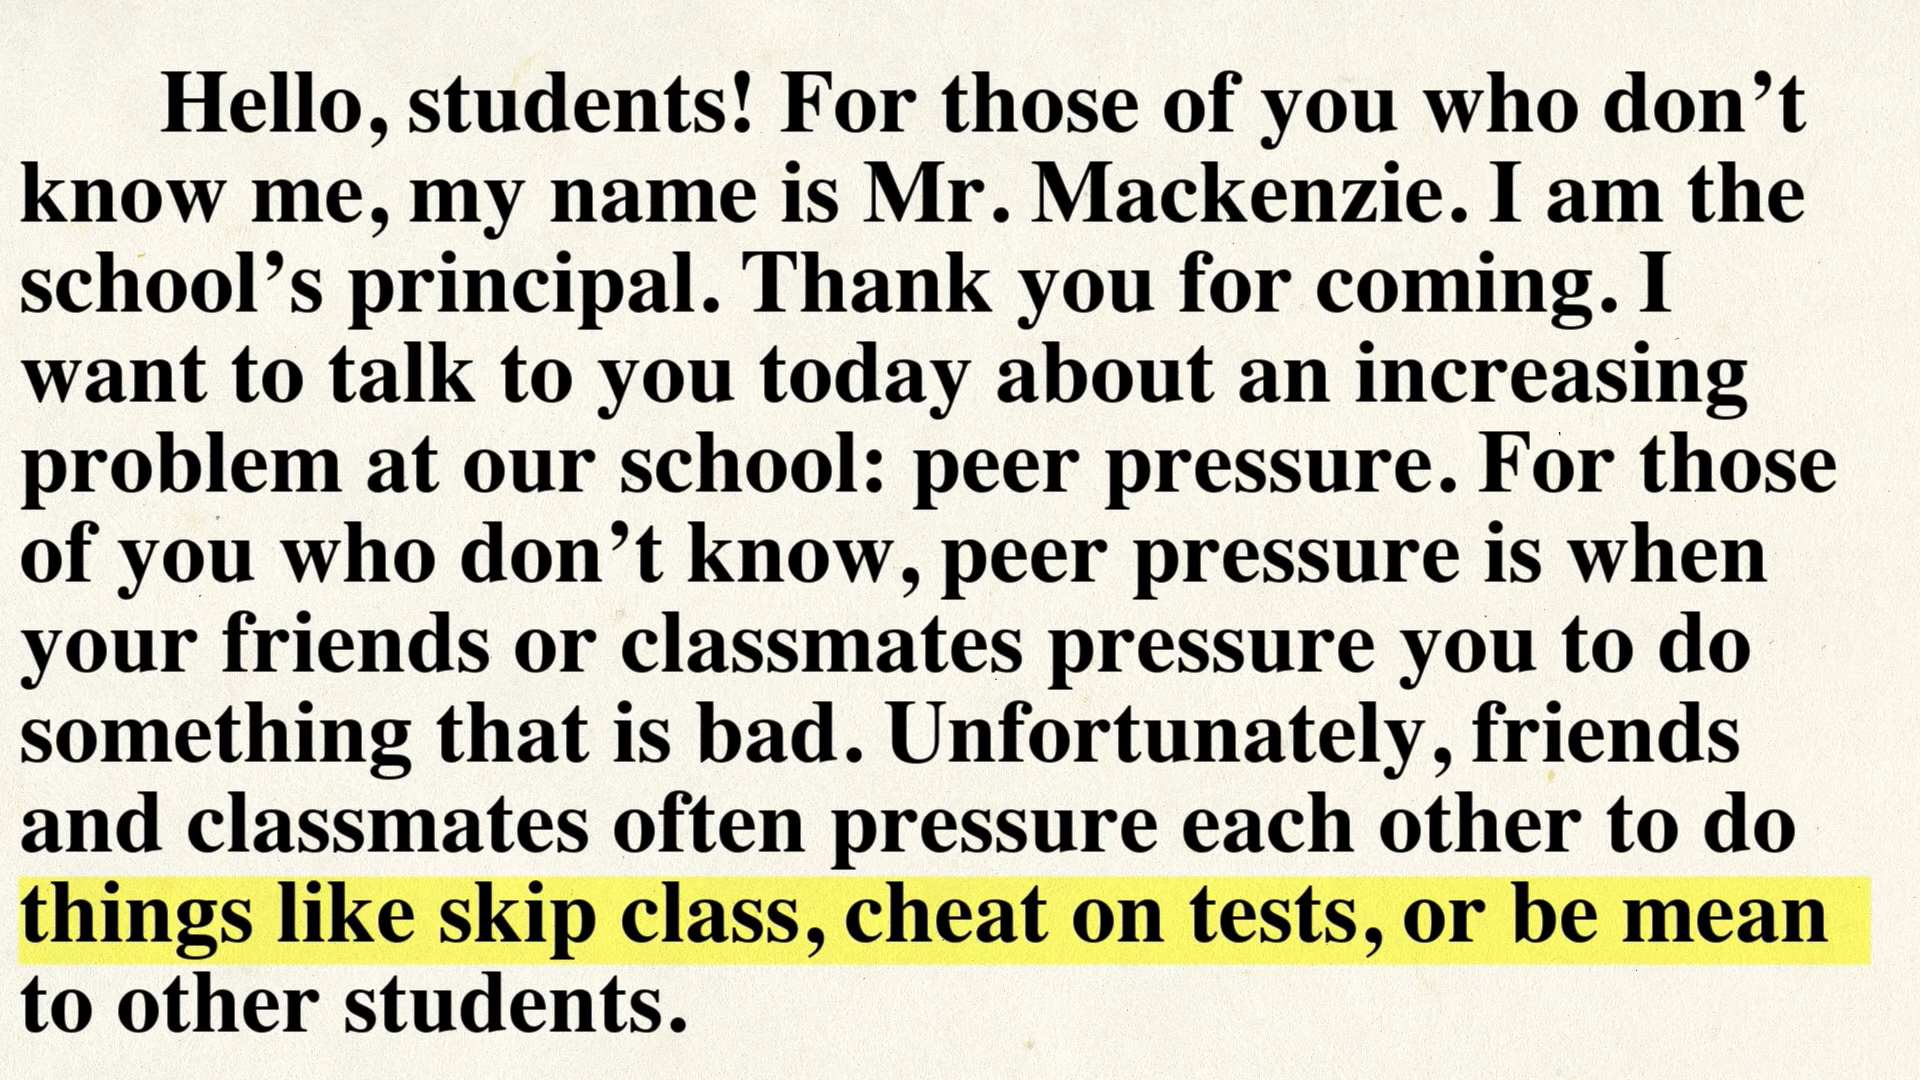 Hello, students! For those of you who don’t
know me, my name is Mr. Mackenzie. I am the
school’s principal. Thank you for coming. I
want to talk to you today about an increasing
problem at our school: peer pressure. For those
of you who don’t know, peer pressure is when
your friends or classmates pressure you to do
something that is bad. Unfortunately, friends
and classmates often pressure each other to do
things like skip class, cheat on tests, or be mean
to other students.